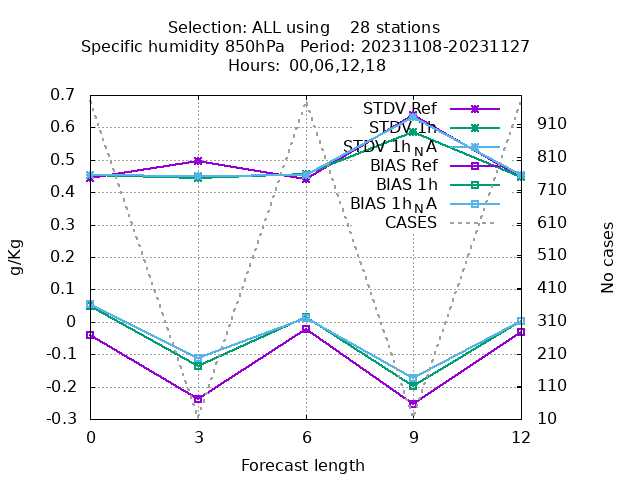 Selection: ALL using 28 stations
Specific humidity 850hPa Period: 20231108-20231127
Hours: 00,06,12,18
STDV Ref
STDV 1h
STDV 1h_NA
BIAS Ref
BIAS 1h
BIAS 1h_NA
CASES
g/Kg
0.7
0.6
0.5
0.4
0.3
0.2
0.1
0
-0.1
-0.2
-0.3
No cases
910
810
710
610
510
410
310
210
110
10
0 3 6 9 12
Forecast length